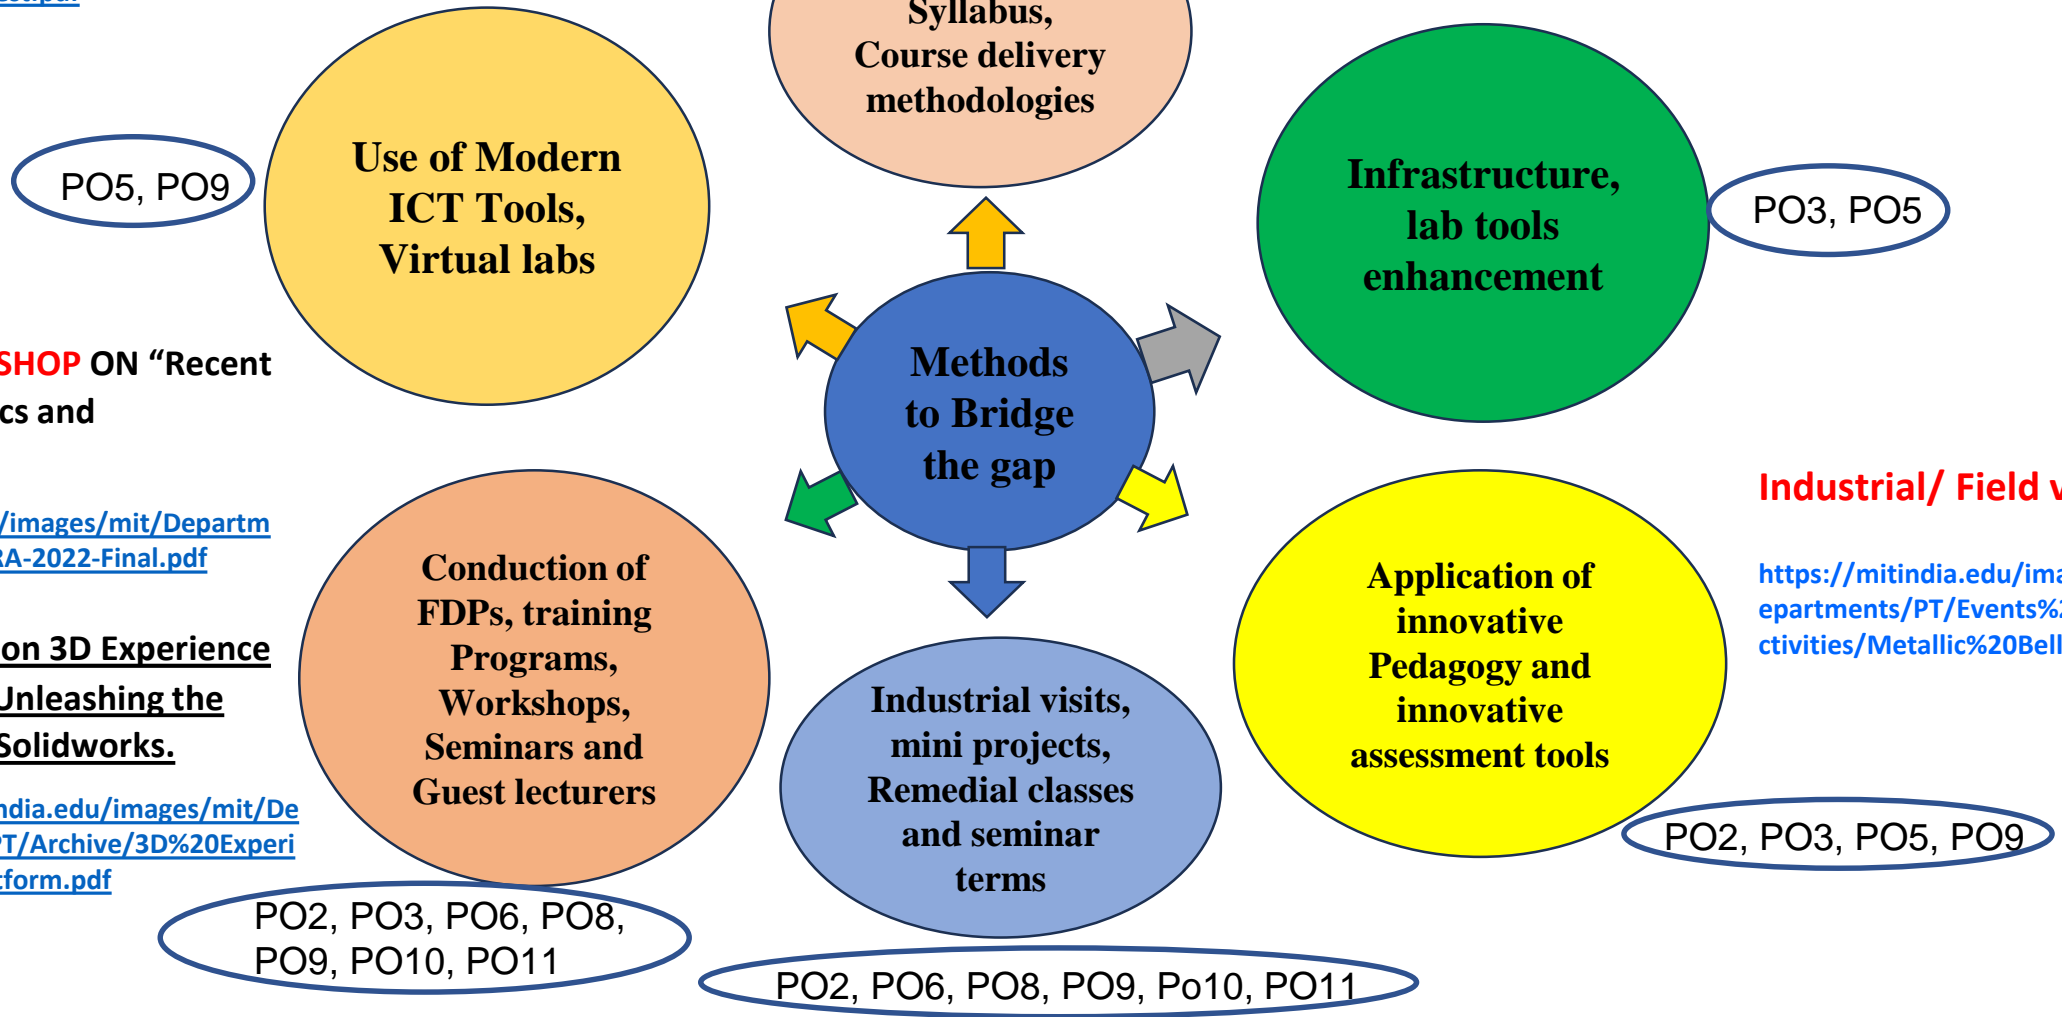 Syllabus,
Course delivery
methodologies
Use of Modern
ICT Tools,
Virtual labs
PO5, PO9
Infrastructure,
lab tools
enhancement
PO3, PO5
Methods
to Bridge
the gap
SHOP ON “Recent
cs and
/images/mit/Departm
RA-2022-Final.pdf
on 3D Experience
Unleashing the
Solidworks.
ndia.edu/images/mit/De
PT/Archive/3D%20Experi
tform.pdf
Conduction of
FDPs, training
Programs,
Workshops,
Seminars and
Guest lecturers
PO2, PO3, PO6, PO8,
PO9, PO10, PO11
Industrial visits,
mini projects,
Remedial classes
and seminar
terms
PO2, PO6, PO8, PO9, Po10, PO11
Application of
innovative
Pedagogy and
innovative
assessment tools
PO2, PO3, PO5, PO9
Industrial/ Field v
https://mitindia.edu/ima
epartments/PT/Events%2
ctivities/Metallic%20Bell